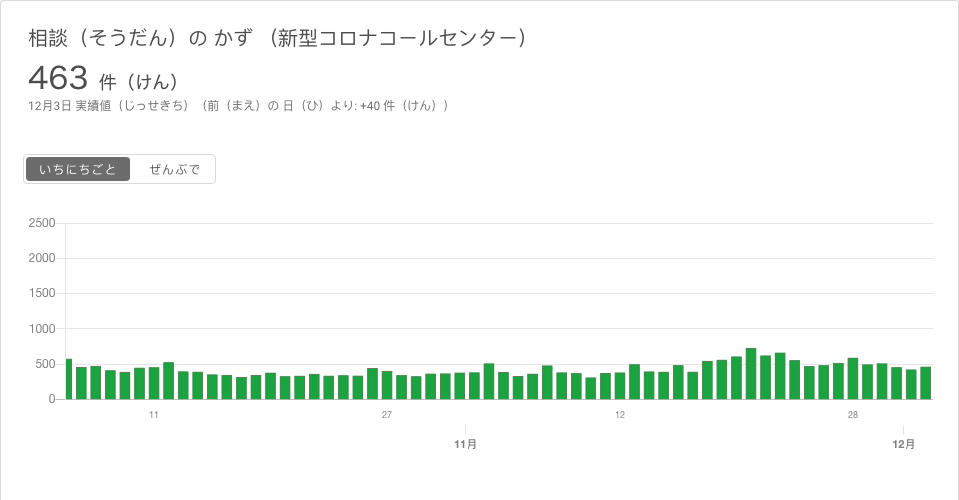 相談（そうだん）の かず （新型コロナコールセンター）
463 件（けん）
12月3日 実績値（じっせきち）（前（まえ）の 日（ひ）より: +40 件（けん））
いちにちごと ぜんぶで
2500
2000
1500
1000
500
0
11 27 12 28
11月 12月